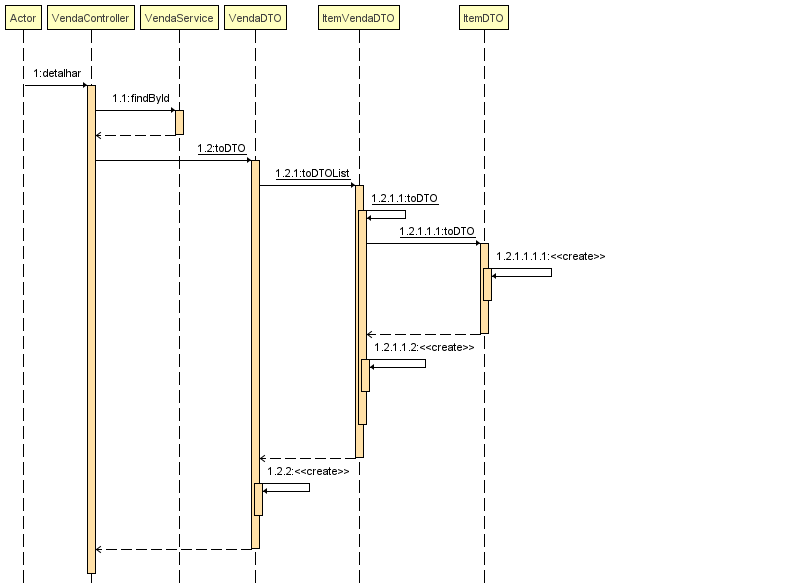 Actor VendaController VendaService VendaDTO ItemVendaDTO ItemDTO
1:detalhar
1.1:findById
1.2:toDTO
1.2.1:toDTOList
1.2.1.1:toDTO
1.2.1.1.1:toDTO
1.2.1.1.1.1:<<create>>
1.2.1.1.2:<<create>>
1.2.2:<<create>>